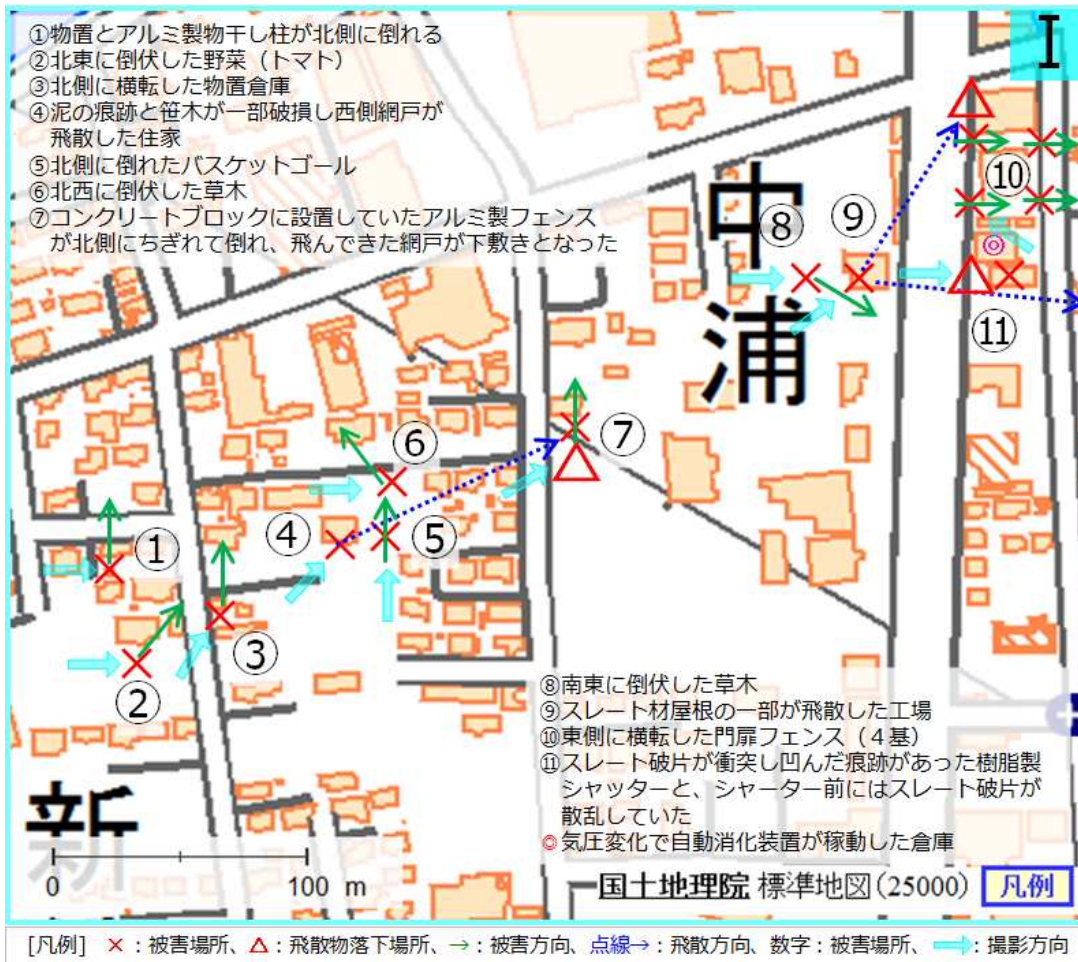 ①物置とアルミ製物干し柱が北側に倒れる
②北東に倒伏した野菜（トマト）
③北側に横転した物置倉庫
④泥の痕跡と笹木が一部破損し西側網戸が
飛散した住家
⑤北側に倒れたバスケットゴール
⑥北西に倒伏した草木
⑦コンクリートブロックに設置していたアルミ製フェンス
が北側にちぎれて倒れ、飛んできた網戸が下敷きとなった
I
中
浦
⑧
⑨
⑩
⑪
⑦
⑥
④
⑤
①
③
②
⑧南東に倒伏した草木
⑨スレート材屋根の一部が飛散した工場
⑩東側に横転した門扉フェンス（４基）
⑪スレート破片が衝突し凹んだ痕跡があった樹脂製
シャッターと、シャーター前にはスレート破片が
散乱していた
◎気圧変化で自動消化装置が稼動した倉庫
新
0 100 m
国土地理院 標準地図(25000)
凡例
[凡例] ×：被害場所、△：飛散物落下場所、→：被害方向、点線→：飛散方向、数字：被害場所、➡：撮影方向